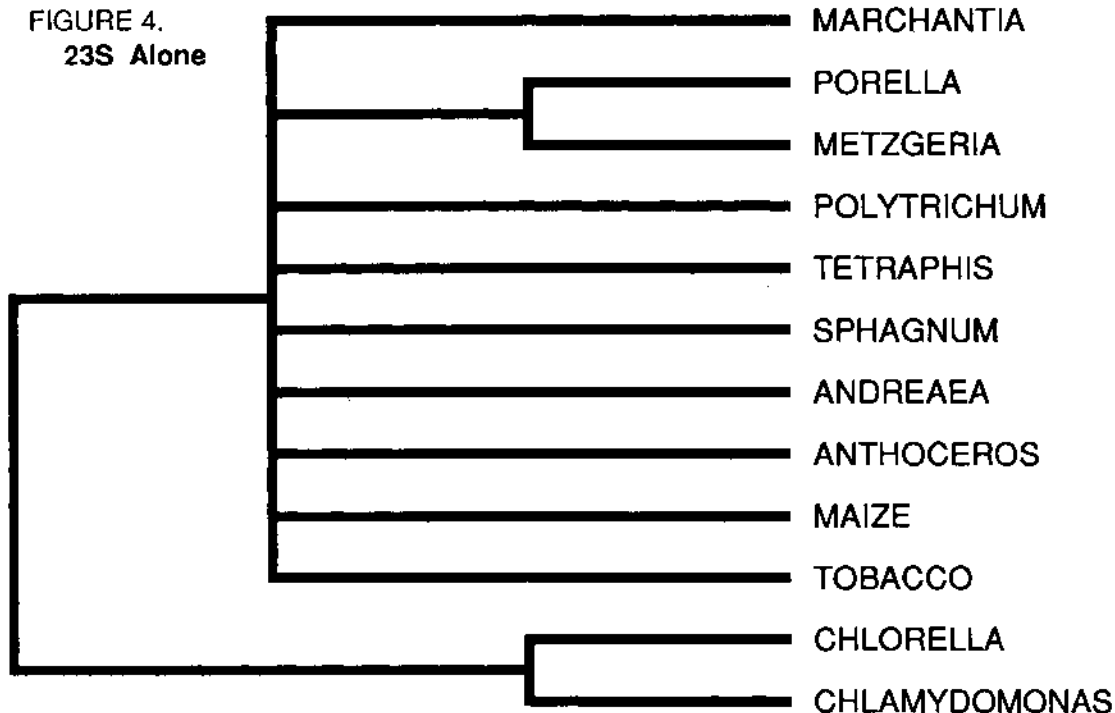 FIGURE 4.
23S Alone
MARCHANTIA
PORELLA
METZGERIA
POLYTRICHUM
TETRAPHIS
SPHAGNUM
ANDREAEA
ANTHOCEROS
MAIZE
TOBACCO
CHLORELLA
CHLAMYDOMONAS